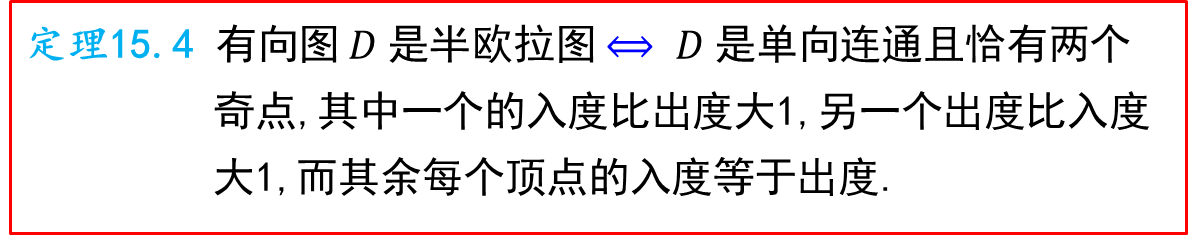 定理15.4 有向图 D 是半欧拉图 ⇔ D 是单向连通且恰有两个
奇点,其中一个的入度比出度大1,另一个出度比入度
大1,而其余每个顶点的入度等于出度.